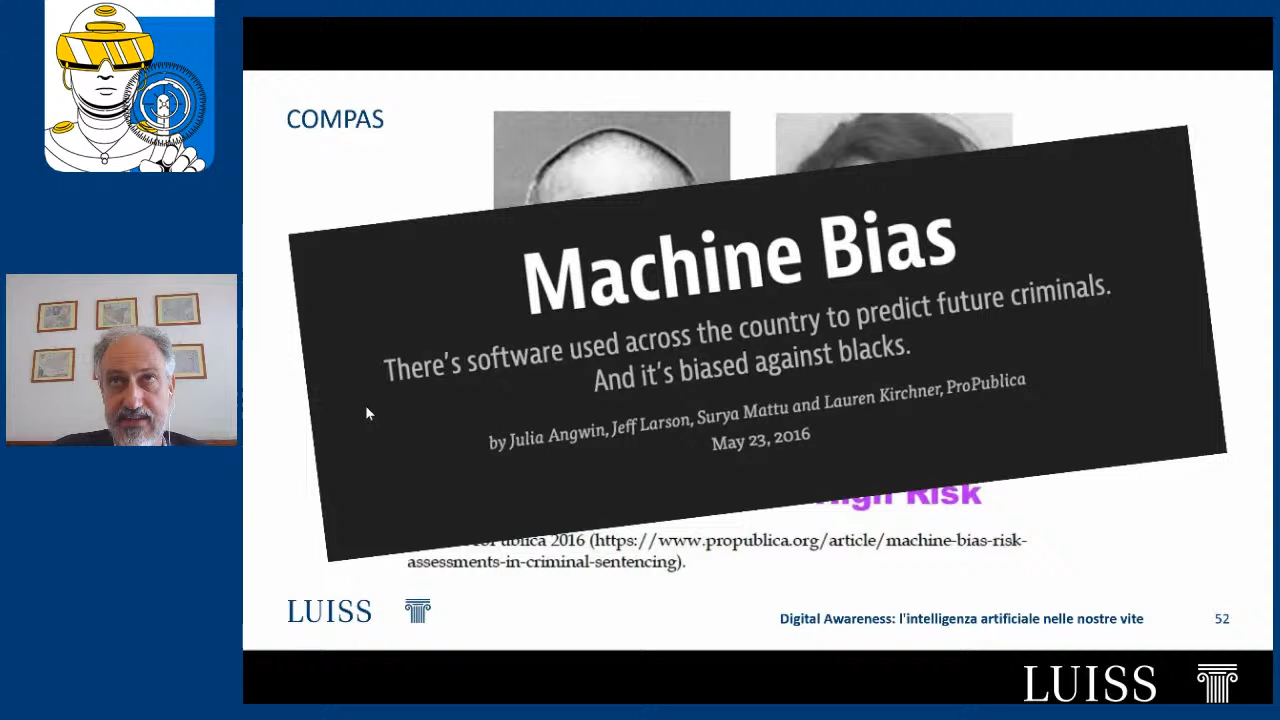 COMPAS
Machine Bias
There's software used across the country to predict future criminals.
And it's biased against blacks.
by Julia Angwin, Jeff Larson, Surya Mattu and Lauren Kirchner, ProPublica
May 23, 2016
Risk
2016 (https://www.propublica.org/article/machine-bias-risk-
assessments-in-criminal-sentencing).
LUISS
Digital Awareness: l'intelligenza artificiale nelle nostre vite
52
LUISS